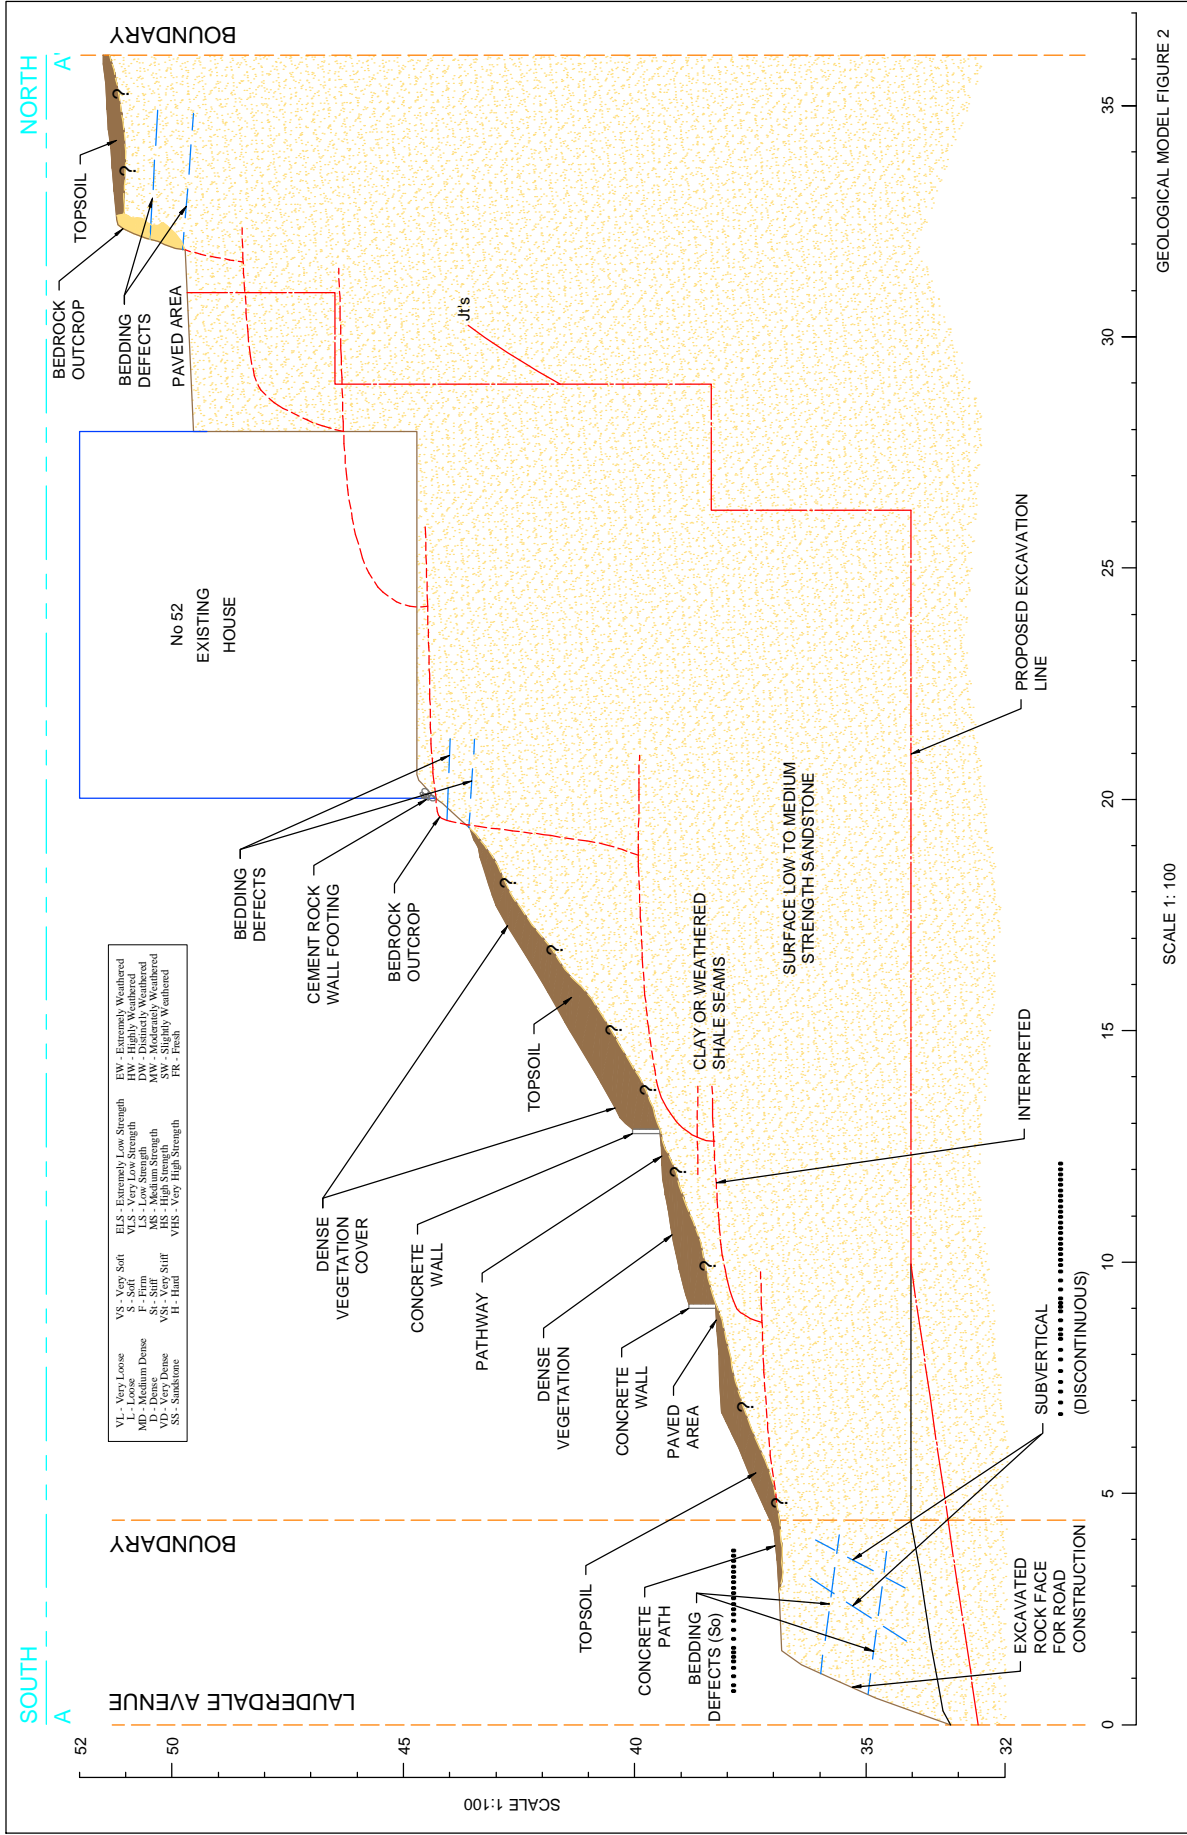 SOUTH
A
NORTH
A'
LAUDERDALE AVENUE
BOUNDARY
BOUNDARY
VL - Very Loose
L - Loose
MD - Medium Dense
D - Dense
VD - Very Dense
SS - Sandstone
VS - Very Soft
S - Soft
F - Firm
St - Stiff
VSt - Very Stiff
H - Hard
ELS - Extremely Low Strength
VLS - Very Low Strength
LS - Low Strength
MS - Medium Strength
HS - High Strength
VHS - Very High Strength
EW - Extremely Weathered
HW - Highly Weathered
DW - Distinctly Weathered
MW - Moderately Weathered
SW - Slightly Weathered
FR - Fresh
52
50
45
40
35
32
SCALE 1:100
TOPSOIL
CONCRETE
PATH
BEDDING
DEFECTS (So)
EXCAVATED
ROCK FACE
FOR ROAD
CONSTRUCTION
SUBVERTICAL
(DISCONTINUOUS)
INTERPRETED
PAVED
AREA
CONCRETE
WALL
DENSE
VEGETATION
PATHWAY
CONCRETE
WALL
DENSE
VEGETATION
COVER
TOPSOIL
CLAY OR WEATHERED
SHALE SEAMS
SURFACE LOW TO MEDIUM
STRENGTH SANDSTONE
BEDROCK
OUTCROP
CEMENT ROCK
WALL FOOTING
BEDDING
DEFECTS
No 52
EXISTING
HOUSE
PROPOSED EXCAVATION
LINE
Jt's
PAVED AREA
BEDDING
DEFECTS
BEDROCK
OUTCROP
TOPSOIL
?
?
?
?
?
?
?
?
?
?
?
0
5
10
15
20
25
30
35
SCALE 1: 100
GEOLOGICAL MODEL FIGURE 2